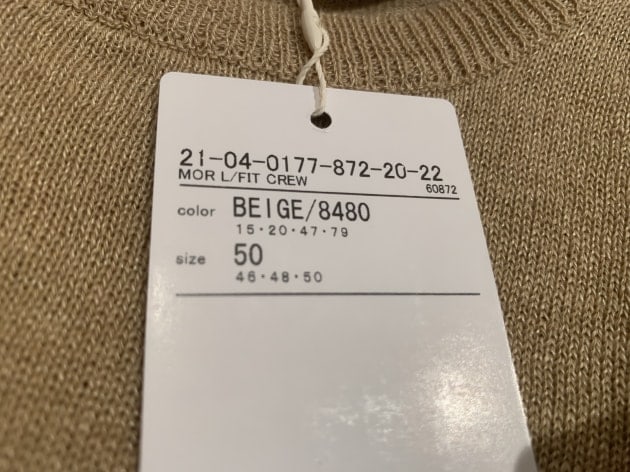 21-04-0177-872-20-22
MOR L/FIT CREW 60872
color BEIGE/8480
15・20・47・79
size 50
46・48・50